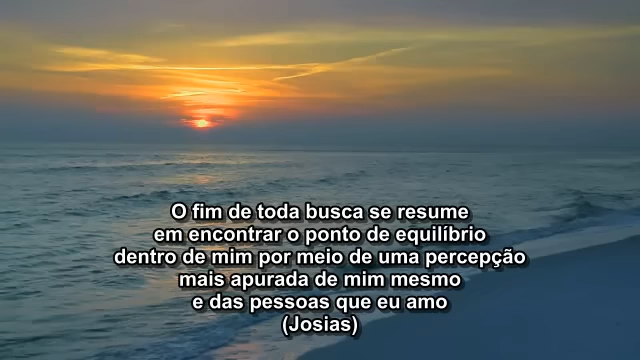 O fim de toda busca se resume
em encontrar o ponto de equilíbrio
dentro de mim por meio de uma percepção
mais apurada de mim mesmo
e das pessoas que eu amo
(Josias)